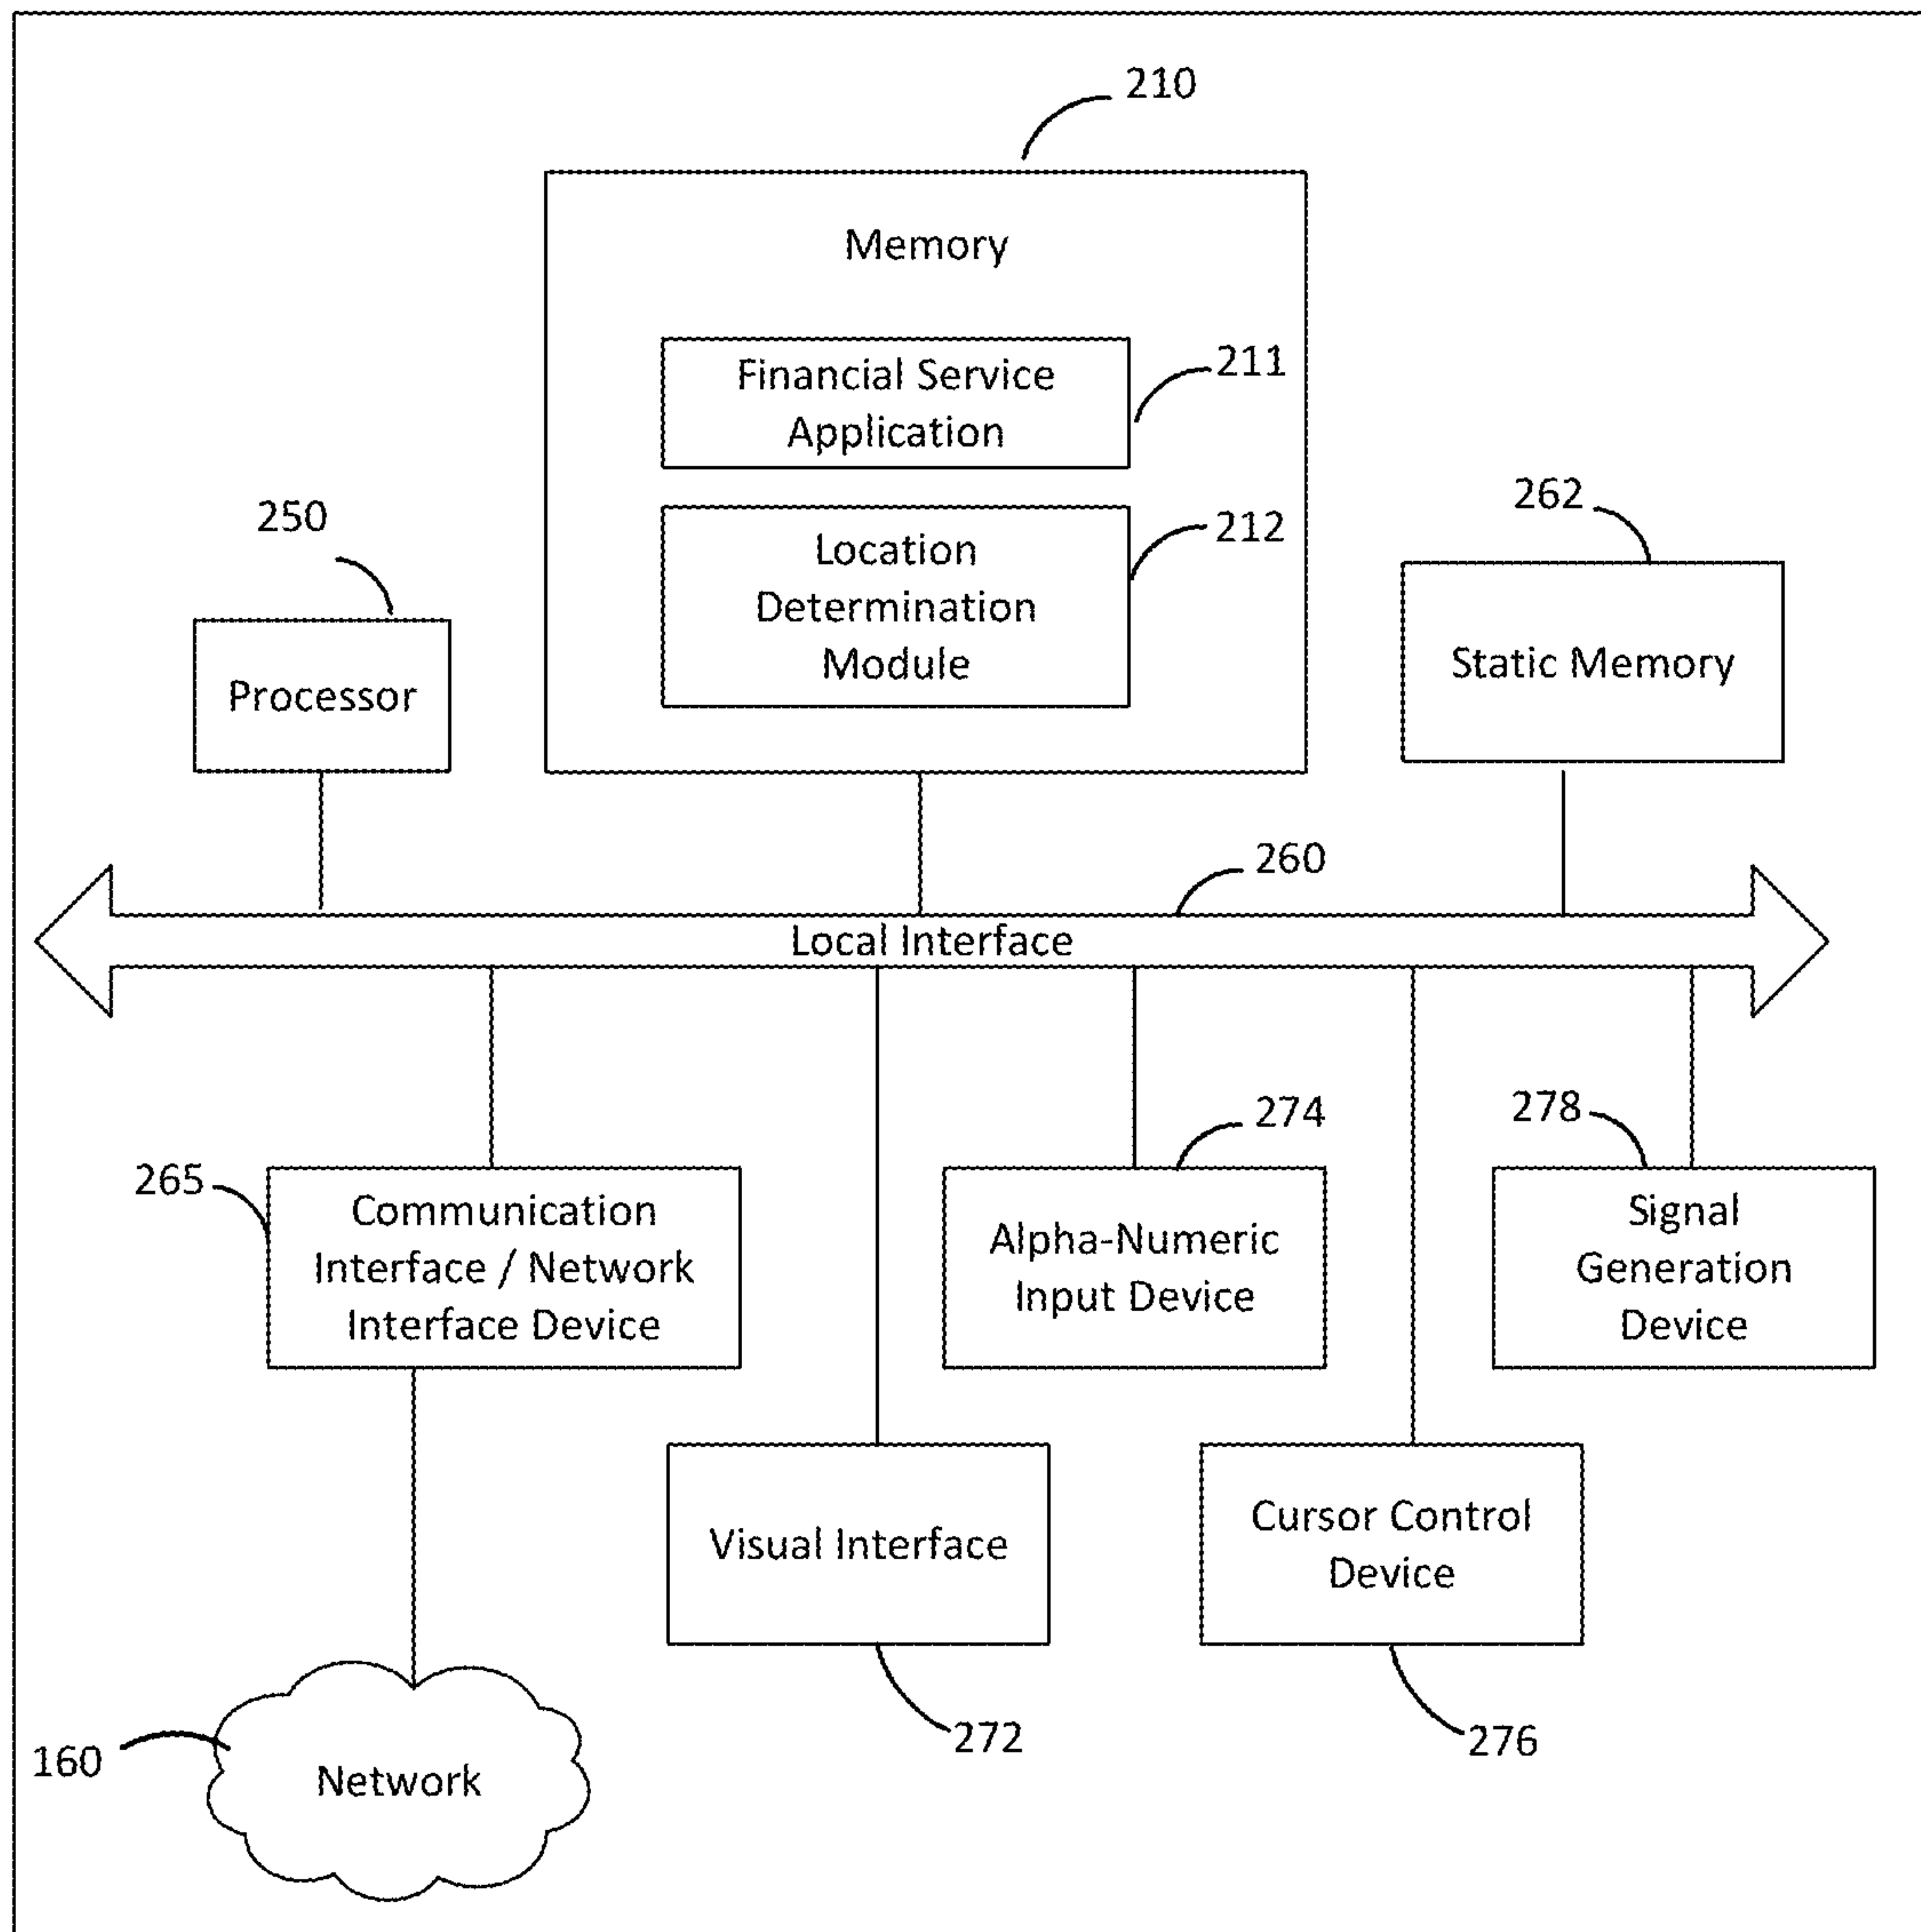 210
Memory
Financial Service
Application
211
Location
Determination
Module
212
250
Processor
262
Static Memory
260
Local Interface
265
Communication
Interface / Network
Interface Device
274
Alpha-Numeric
Input Device
278
Signal
Generation
Device
Visual Interface
272
Cursor Control
Device
276
160
Network